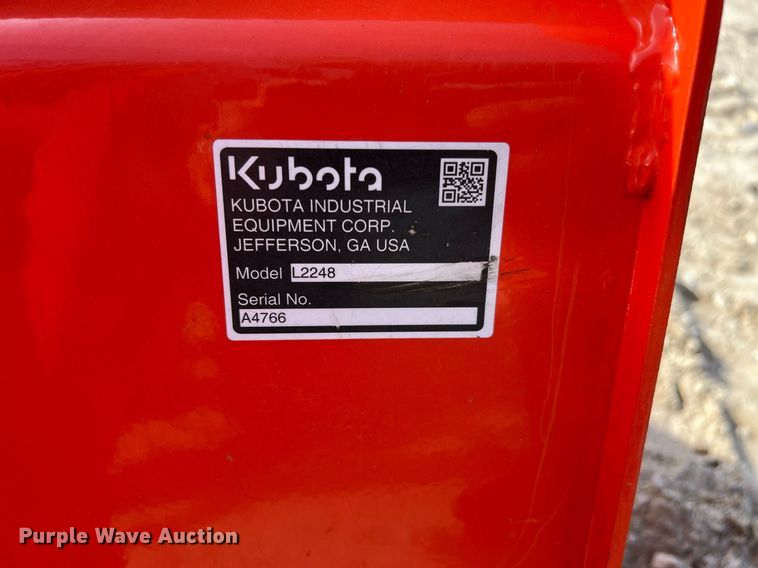 Kubota
KUBOTA INDUSTRIAL
EQUIPMENT CORP.
JEFFERSON, GA USA
Model L2248
Serial No.
A4766
Purple Wave Auction